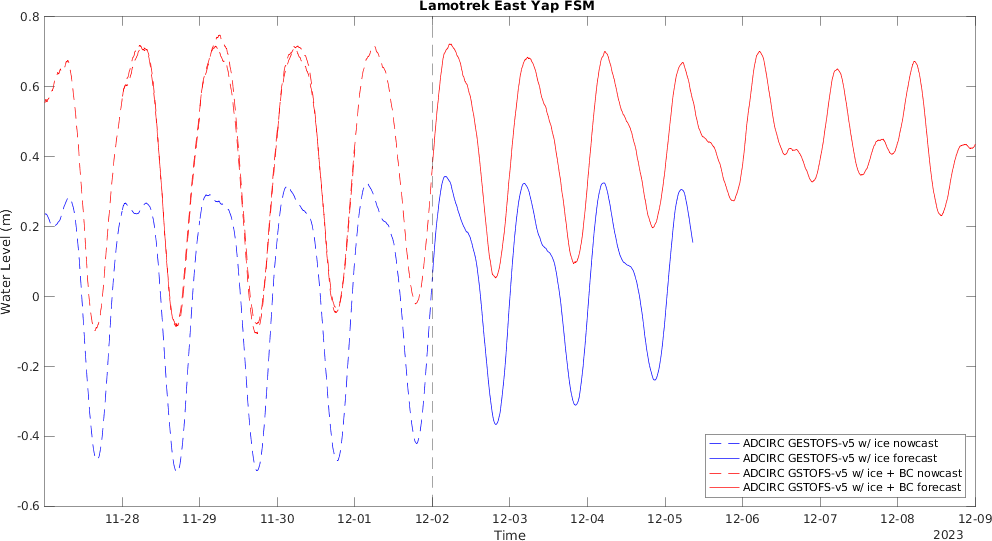 Lamotrek East Yap FSM
Water Level (m)
0.8
0.6
0.4
0.2
0
-0.2
-0.4
-0.6
11-28 11-29 11-30 12-01 12-02 12-03 12-04 12-05 12-06 12-07 12-08 12-09
Time
2023
ADCIRC GESTOFS-v5 w/ ice nowcast
ADCIRC GESTOFS-v5 w/ ice forecast
ADCIRC GSTOFS-v5 w/ ice + BC nowcast
ADCIRC GSTOFS-v5 w/ ice + BC forecast